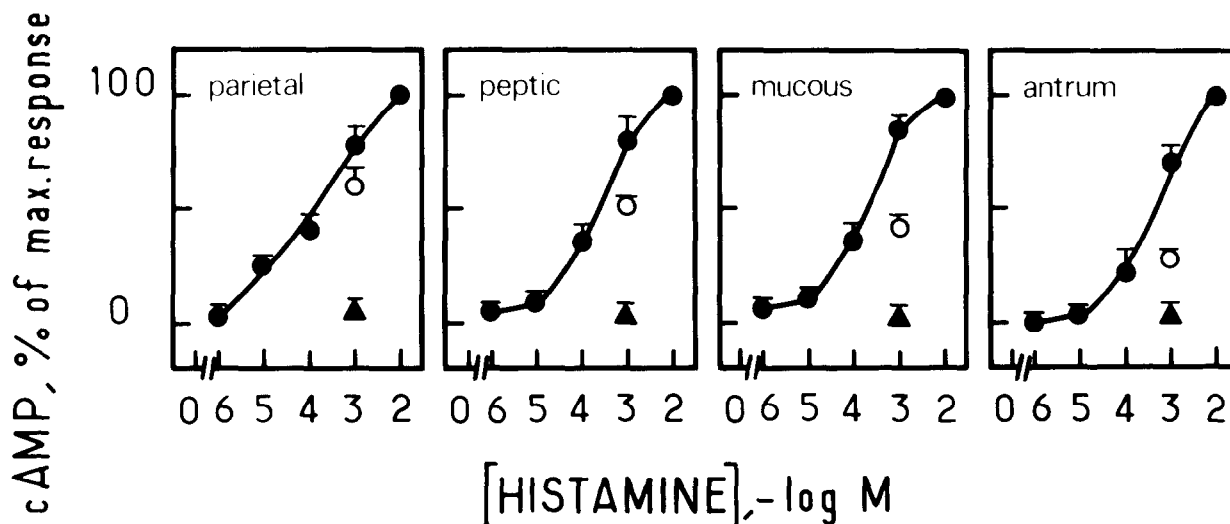 cAMP, % of max.response
100
0
parietal
peptic
mucous
antrum
0 6 5 4 3 2
0 6 5 4 3 2
0 6 5 4 3 2
0 6 5 4 3 2
[HISTAMINE],-log M